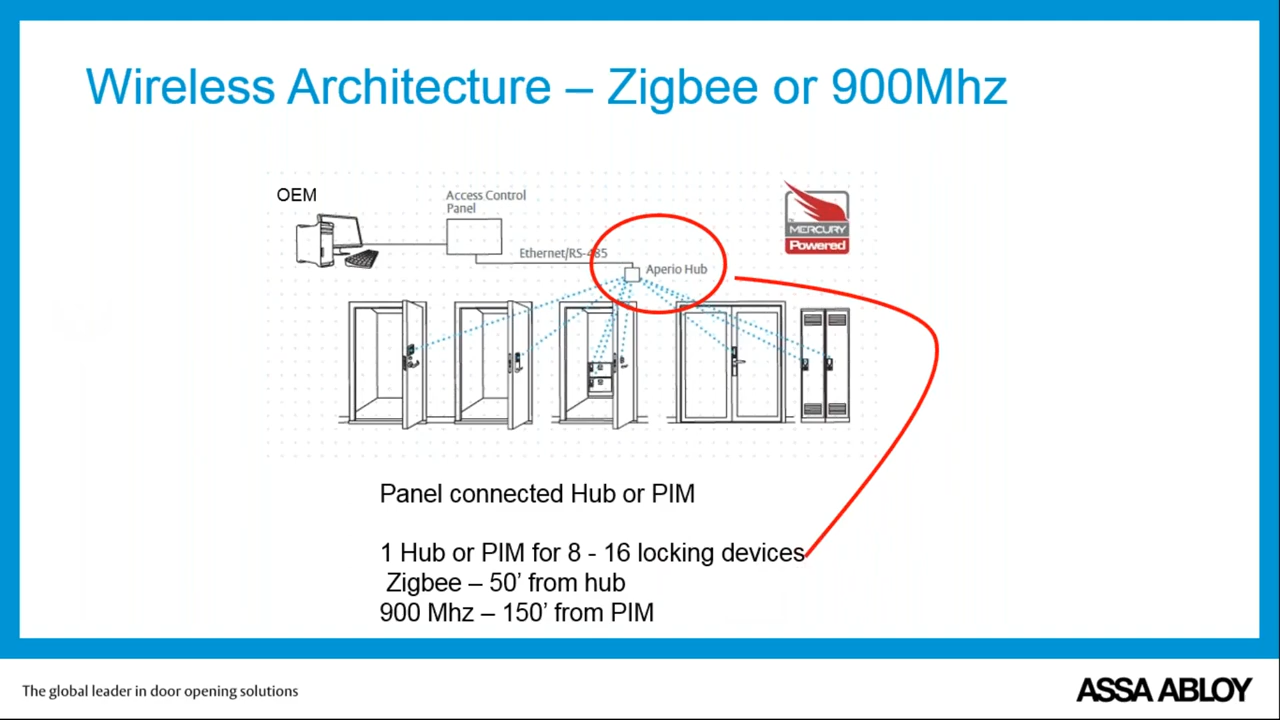 Wireless Architecture – Zigbee or 900Mhz
OEM
Access Control
Panel
Ethernet/RS-485
Aperio Hub
MERCURY
Powered
Panel connected Hub or PIM
1 Hub or PIM for 8 - 16 locking devices
Zigbee – 50’ from hub
900 Mhz – 150’ from PIM
The global leader in door opening solutions
ASSA ABLOY